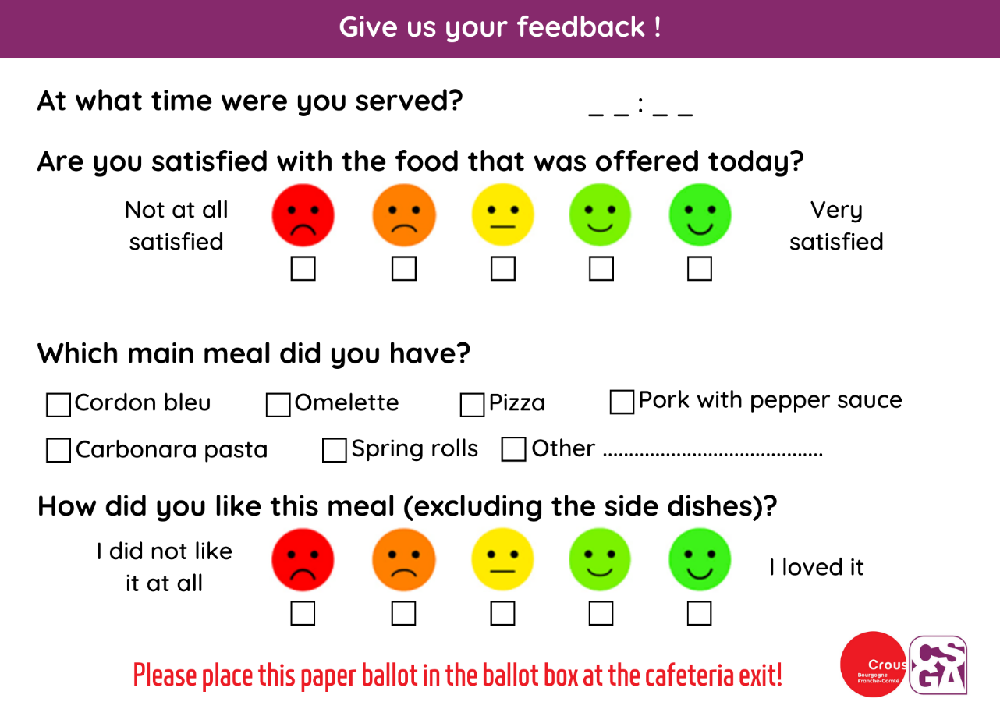 Give us your feedback !
At what time were you served? _ _ : _ _
Are you satisfied with the food that was offered today?
Not at all
satisfied
Very
satisfied
Which main meal did you have?
Cordon bleu Omelette Pizza Pork with pepper sauce
Carbonara pasta Spring rolls Other ..........................................
How did you like this meal (excluding the side dishes)?
I did not like
it at all
I loved it
Please place this paper ballot in the ballot box at the cafeteria exit!
Crous
Bourgogne
Franche-Comté
CS
GA